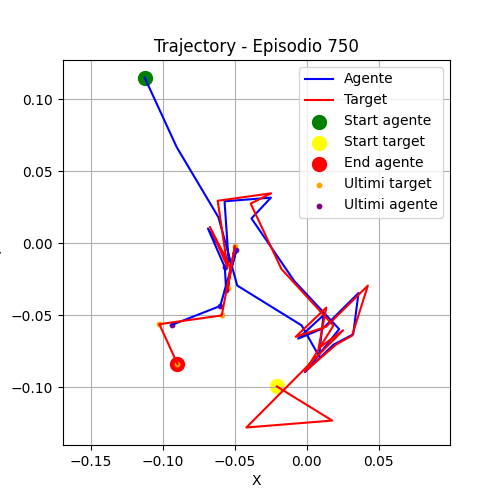 Trajectory - Episodio 750
Agente
Target
Start agente
Start target
End agente
Ultimi target
Ultimi agente
0.10
0.05
0.00
−0.05
−0.10
−0.15
−0.10
−0.05
0.00
0.05
X